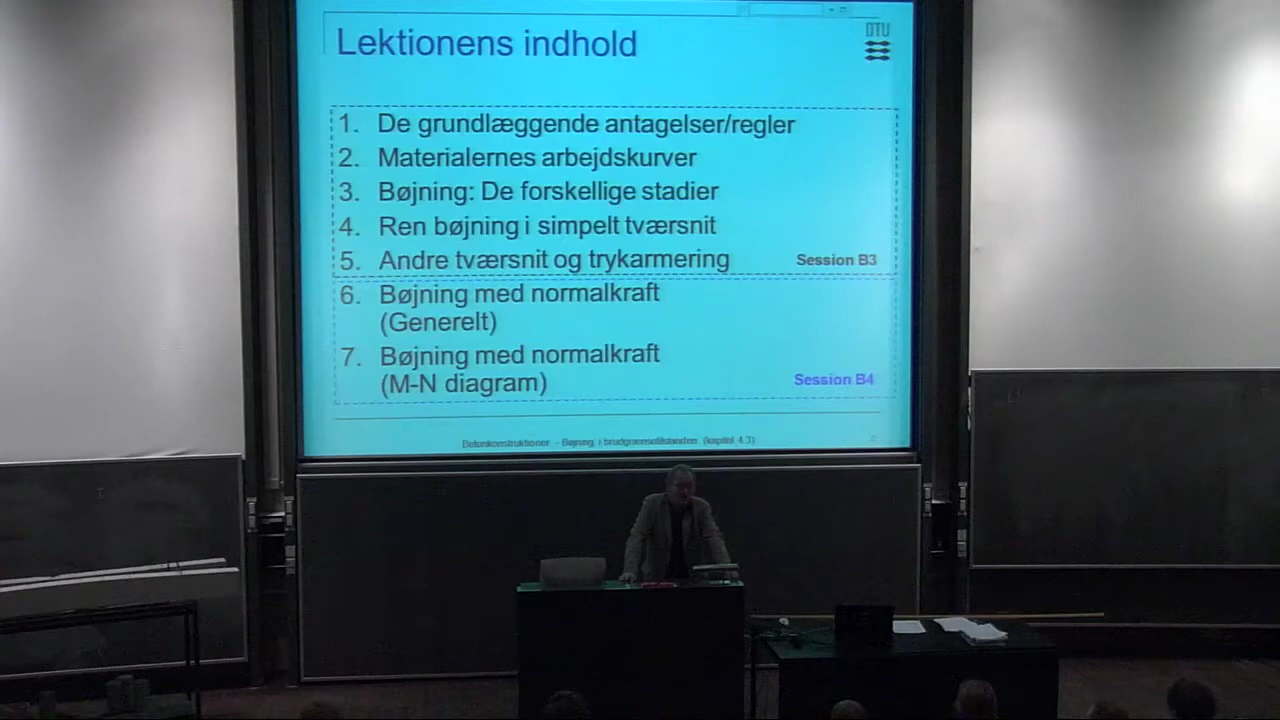 Lektionens indhold
DTU
1. De grundlæggende antagelser/regler
2. Materialernes arbejdskurver
3. Bøjning: De forskellige stadier
4. Ren bøjning i simpelt tværsnit
5. Andre tværsnit og trykarmering
Session B3
6. Bøjning med normalkraft
(Generelt)
7. Bøjning med normalkraft
(M-N diagram)
Session B4
Betonkonstruktioner - Bøjning i brudgrænsetilstanden (kapitel 4.3)
2